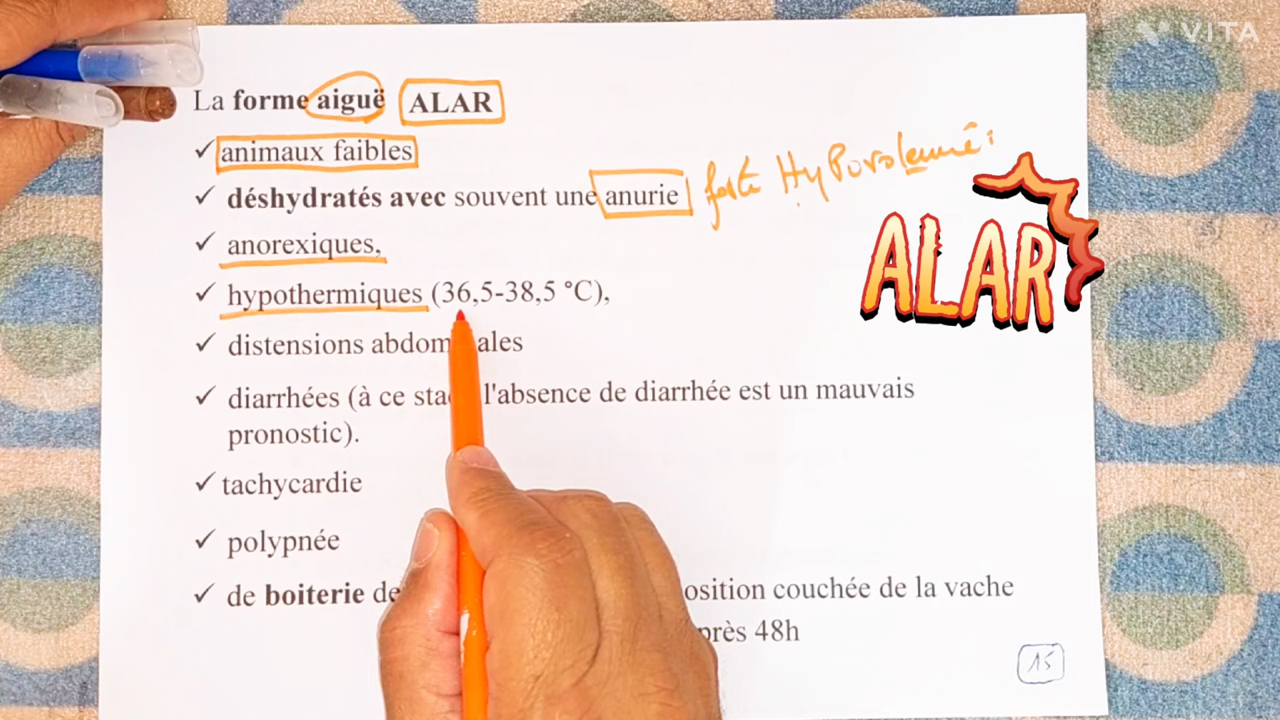 VITA
La forme aiguë ALAR
✓ animaux faibles
✓ déshydratés avec souvent une anurie forte
✓ anorexiques,
ALAR
✓ hypothermiques (36,5-38,5 °C),
✓ distensions abdom ales
✓ diarrhées (à ce sta l'absence de diarrhée est un mauvais
pronostic).
✓ tachycardie
✓ polypnée
✓ de boiterie de osition couchée de la vache
près 48h
15